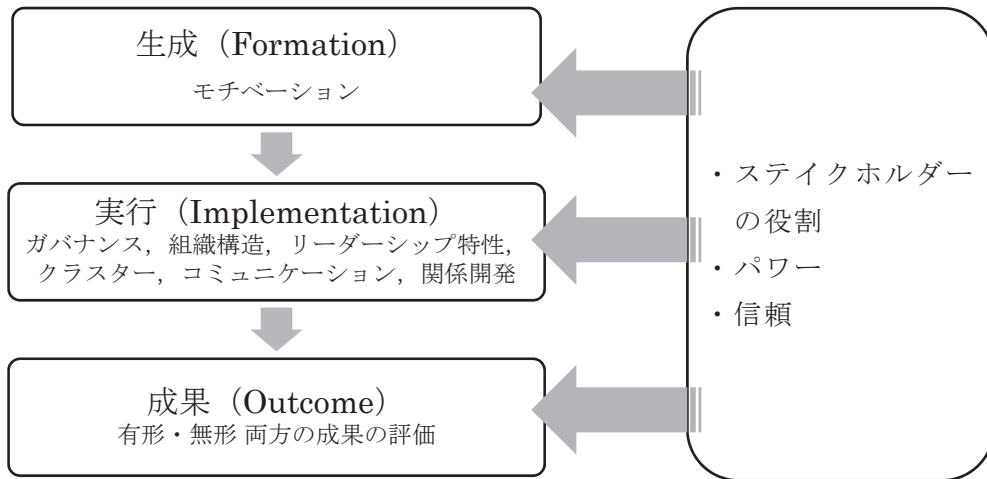 生成（Formation）
モチベーション
実行（Implementation）
ガバナンス，組織構造，リーダーシップ特性，
クラスター，コミュニケーション，関係開発
成果（Outcome）
有形・無形 両方の成果の評価
・ステイクホルダー
の役割
・パワー
・信頼